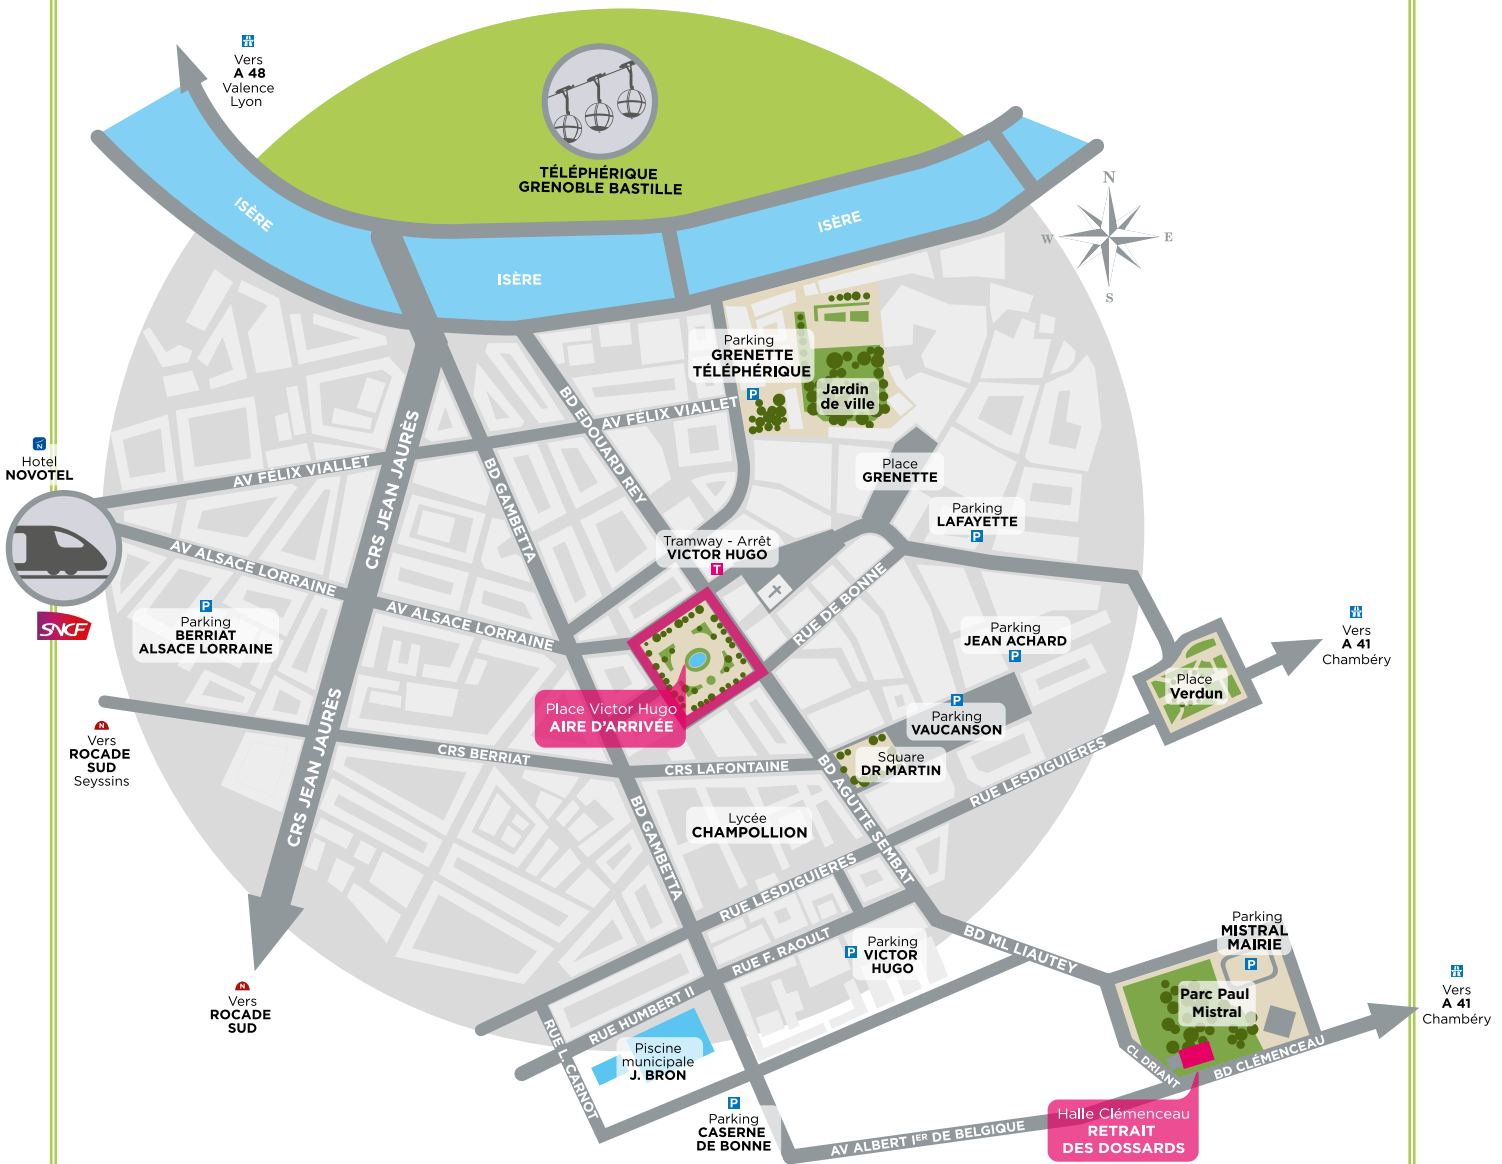 Vers
A 48
Valence
Lyon
TÉLÉPHÉRIQUE
GRENOBLE BASTILLE
ISÈRE
ISÈRE
ISÈRE
N
W
E
S
Parking
GRENETTE
TÉLÉPHÉRIQUE
P
Jardin
de ville
BD EDOUARD REY
AV FÉLIX VIALLET
AV FÉLIX VIALLET
CRS JEAN JAURÈS
BD GAMBETTA
N
Hotel
NOVOTEL
Place
GRENETTE
Parking
LAFAYETTE
P
Tramway - Arrêt
VICTOR HUGO
T
AV ALSACE LORRAINE
AV ALSACE LORRAINE
RUE DE BONNE
SNCF
P
Parking
BERRIAT
ALSACE LORRAINE
Parking
JEAN ACHARD
P
Vers
A 41
Chambéry
Place
Verdun
Place Victor Hugo
AIRE D'ARRIVÉE
P
Parking
VAUCANSON
N
Vers
ROCADE
SUD
Seyssins
CRS JEAN JAURÈS
CRS BERRIAT
CRS LAFONTAINE
Square
DR MARTIN
BD AGUTTE SEMBAT
RUE LESDIGUIÈRES
Lycée
CHAMPOLLION
BD GAMBETTA
RUE LESDIGUIÈRES
RUE F. RAOULT
P
Parking
VICTOR
HUGO
BD ML LIAUTEY
Parking
MISTRAL
MAIRIE
P
N
Vers
ROCADE
SUD
Parc Paul
Mistral
Vers
A 41
Chambéry
RUE HUMBERT II
RUE L. CARNOT
Piscine
municipale
J. BRON
CL DRIANT
BD CLÉMENCEAU
P
Parking
CASERNE
DE BONNE
AV ALBERT IER DE BELGIQUE
Halle Clémenceau
RETRAIT
DES DOSSARDS